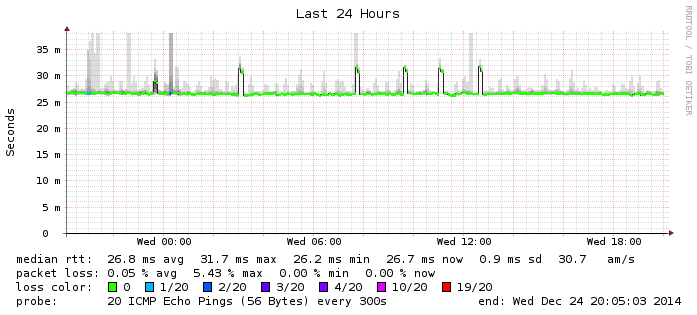 Last 24 Hours
RRDTOOL / TOBI OETIKER
Seconds
35 m
30 m
25 m
20 m
15 m
10 m
5 m
0
Wed 00:00 Wed 06:00 Wed 12:00 Wed 18:00
median rtt: 26.8 ms avg 31.7 ms max 26.2 ms min 26.7 ms now 0.9 ms sd 30.7 am/s
packet loss: 0.05 % avg 5.43 % max 0.00 % min 0.00 % now
loss color: 0 1/20 2/20 3/20 4/20 10/20 19/20
probe: 20 ICMP Echo Pings (56 Bytes) every 300s end: Wed Dec 24 20:05:03 2014